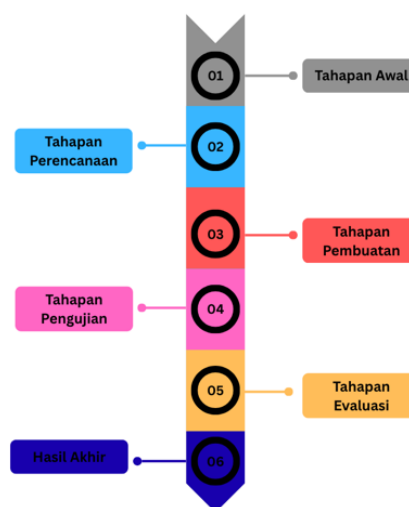 01
Tahapan Awal
Tahapan
Perencanaan
02
03
Tahapan
Pembuatan
Tahapan
Pengujian
04
05
Tahapan
Evaluasi
Hasil Akhir
06